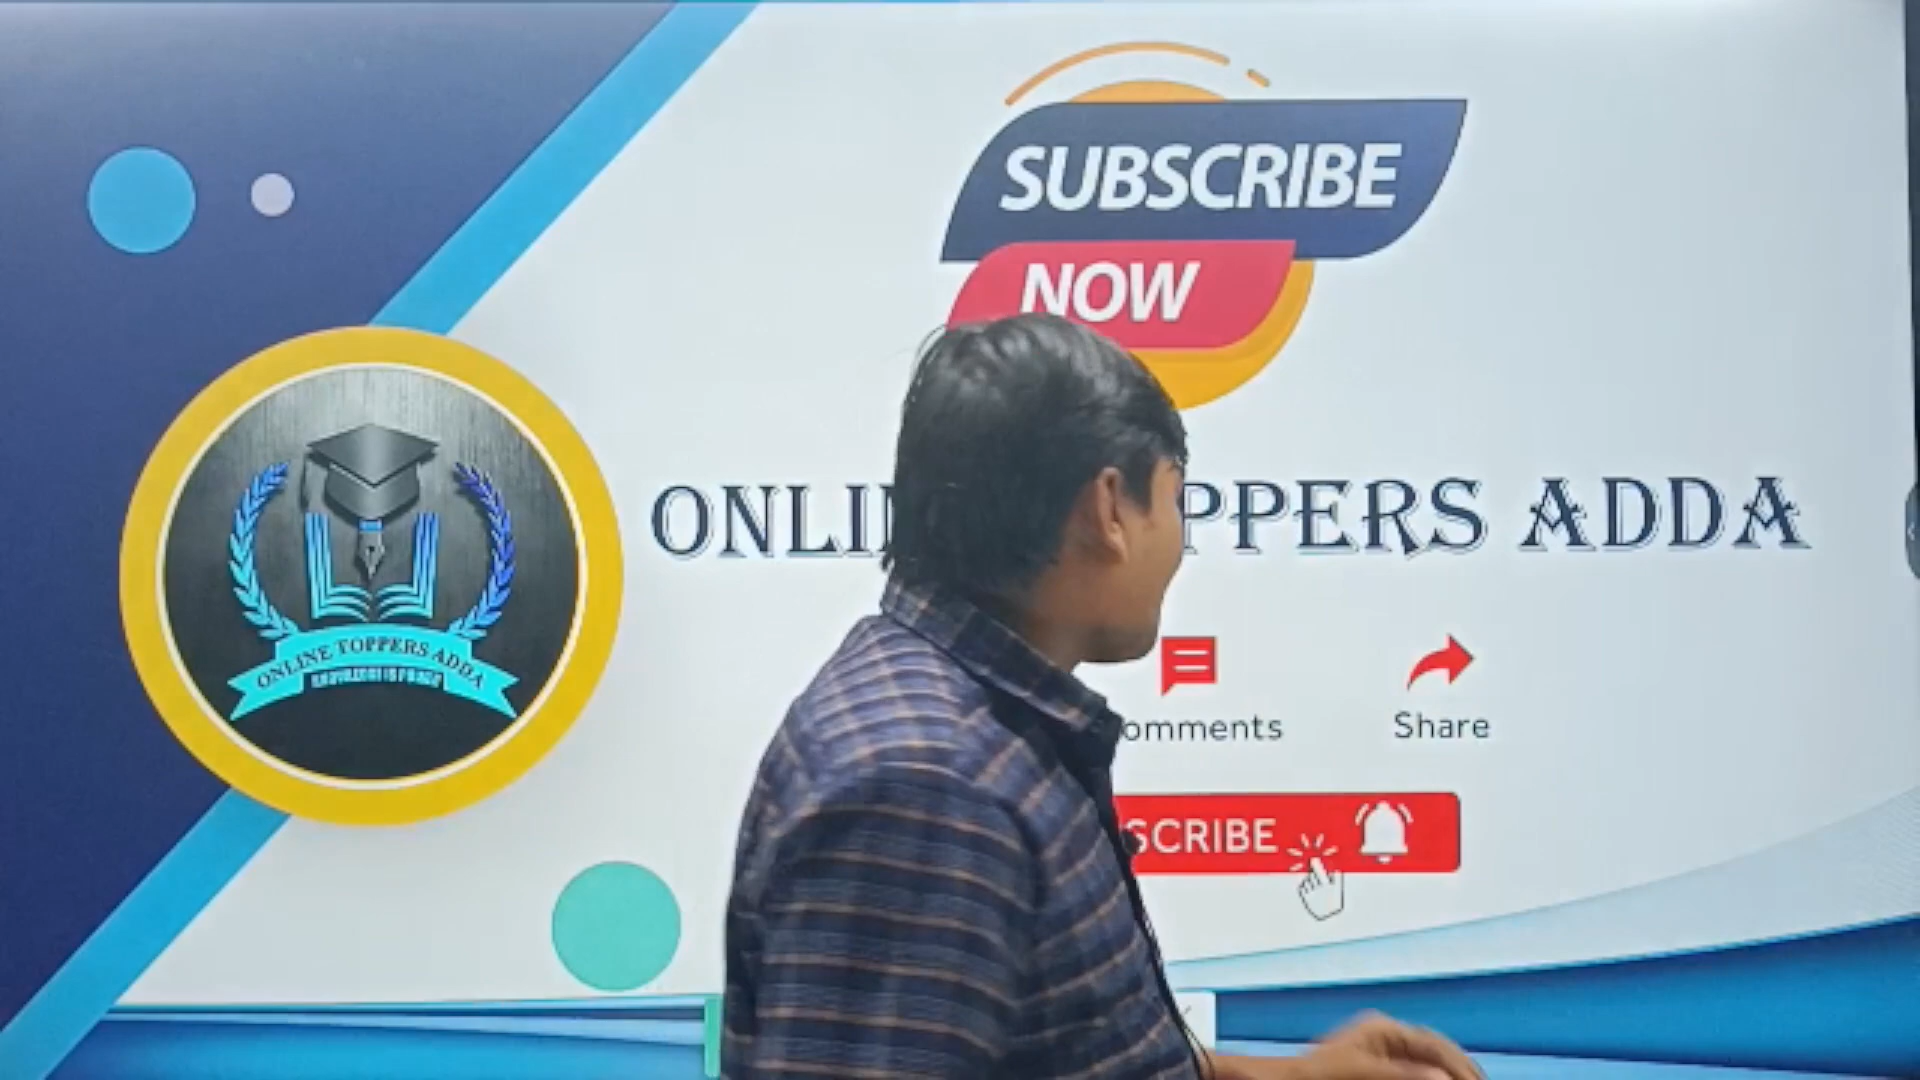 SUBSCRIBE
NOW
ONLI PPERS ADDA
ONLINE TOPPERS ADDA
omments
Share
SCRIBE